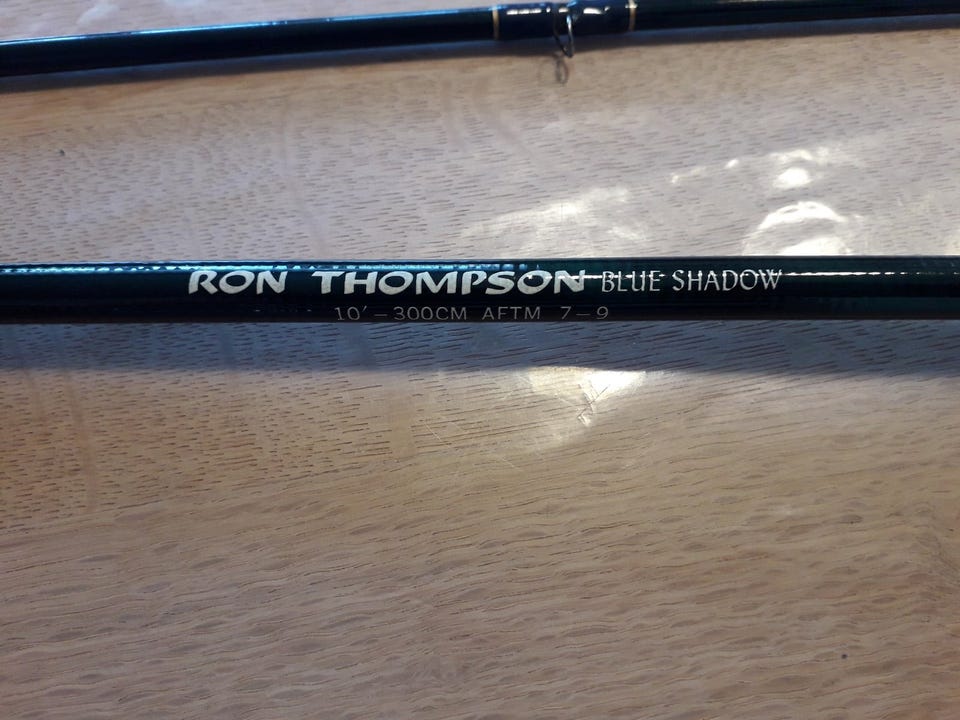 RON THOMPSON BLUE SHADOW
10'-300CM AFTM 7-9